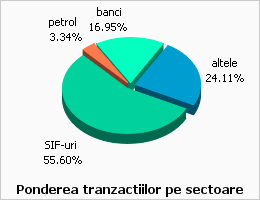 banci
16.95%
petrol
3.34%
altele
24.11%
SIF-uri
55.60%
Ponderea tranzactiilor pe sectoare